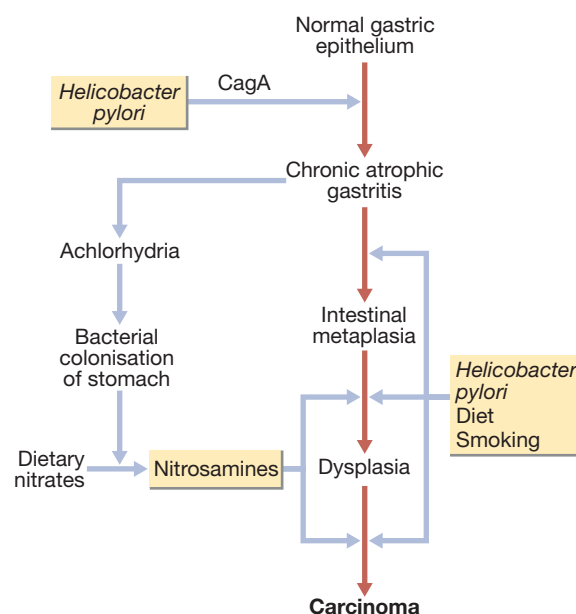 Normal gastric
epithelium
CagA
Helicobacter
pylori
Chronic atrophic
gastritis
Achlorhydria
Intestinal
metaplasia
Bacterial
colonisation
of stomach
Helicobacter
pylori
Diet
Smoking
Dietary
nitrates
Nitrosamines
Dysplasia
Carcinoma